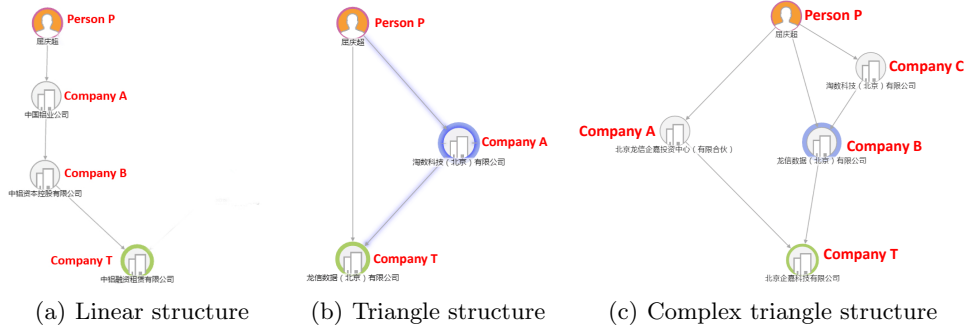 Person P
屈庆超
Company A
中国铝业公司
Company B
中铝资本控股有限公司
Company T
中铝融资租赁有限公司
(a) Linear structure
Person P
屈庆超
Company A
淘数科技（北京）有限公司
Company T
龙信数据（北京）有限公司
(b) Triangle structure
Person P
屈庆超
Company C
淘数科技（北京）有限公司
Company A
北京龙信企嘉投资中心（有限合伙）
Company B
龙信数据（北京）有限公司
Company T
北京企嘉科技有限公司
(c) Complex triangle structure